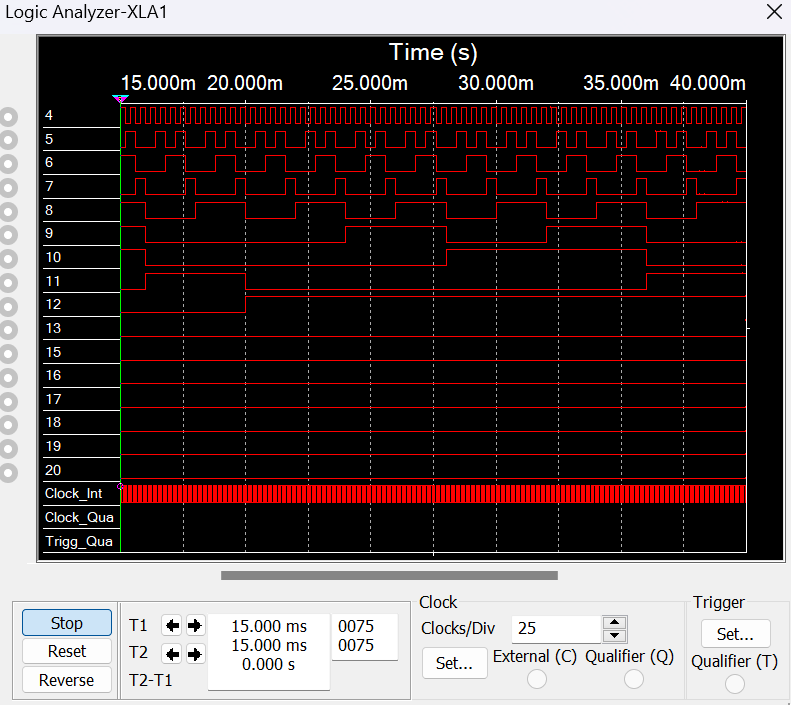 Logic Analyzer-XLA1
Time (s)
15.000m 20.000m 25.000m 30.000m 35.000m 40.000m
4
5
6
7
8
9
10
11
12
13
15
16
17
18
19
20
Clock_Int
Clock_Qua
Trigg_Qua
Stop
Reset
Reverse
T1
T2
T2-T1
15.000 ms
15.000 ms
0.000 s
0075
0075
Clock
Clocks/Div 25
Set...
External (C) Qualifier (Q)
Trigger
Set...
Qualifier (T)